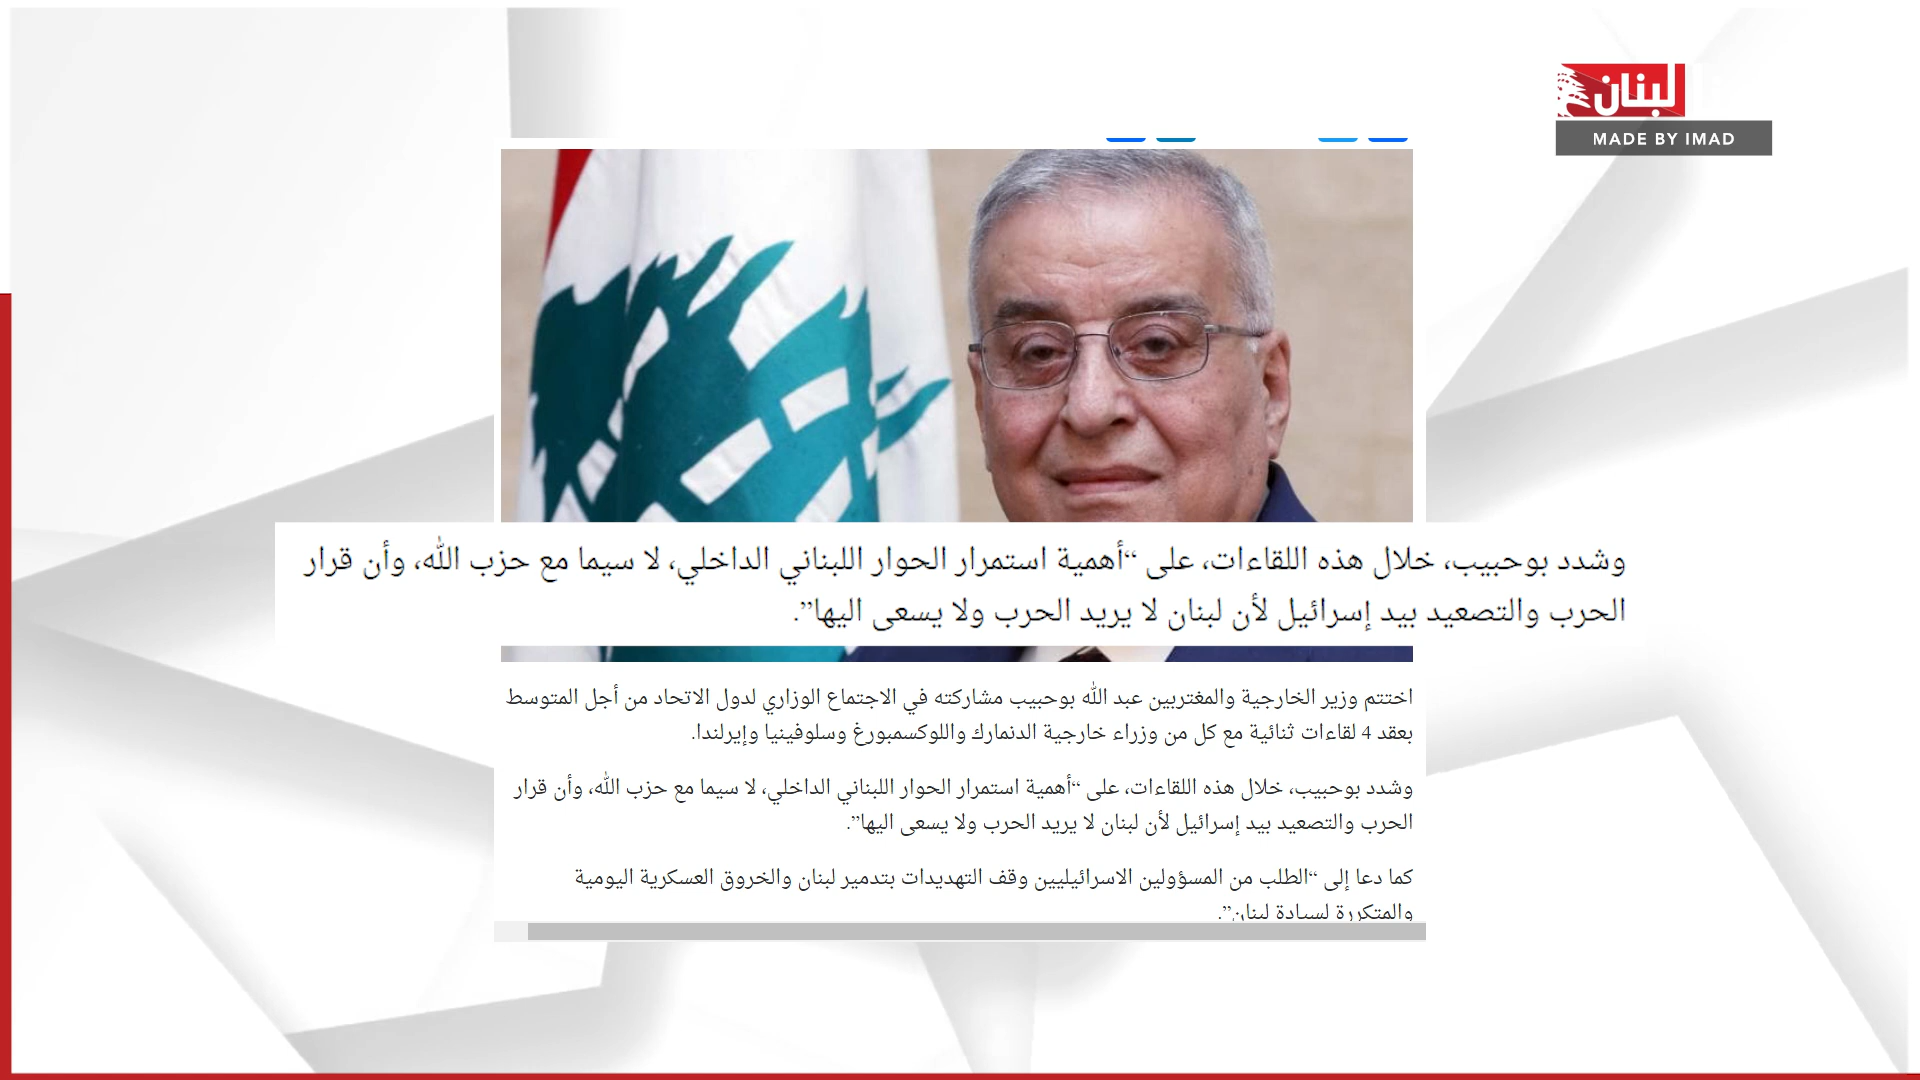 لبنان
MADE BY IMAD
وشدد بوحبيب، خلال هذه اللقاءات، على “أهمية استمرار الحوار اللبناني الداخلي، لا سيما مع حزب الله، وأن قرار
الحرب والتصعيد بيد إسرائيل لأن لبنان لا يريد الحرب ولا يسعى اليها”.
اختتم وزير الخارجية والمغتربين عبد الله بوحبيب مشاركته في الاجتماع الوزاري لدول الاتحاد من أجل المتوسط
بعقد 4 لقاءات ثنائية مع كل من وزراء خارجية الدنمارك واللوكسمبورغ وسلوفينيا وإيرلندا.
وشدد بوحبيب، خلال هذه اللقاءات، على “أهمية استمرار الحوار اللبناني الداخلي، لا سيما مع حزب الله، وأن قرار
الحرب والتصعيد بيد إسرائيل لأن لبنان لا يريد الحرب ولا يسعى اليها”.
كما دعا إلى “الطلب من المسؤولين الاسرائيليين وقف التهديدات بتدمير لبنان والخروق العسكرية اليومية
والمتكررة لسيادة لبنان”.